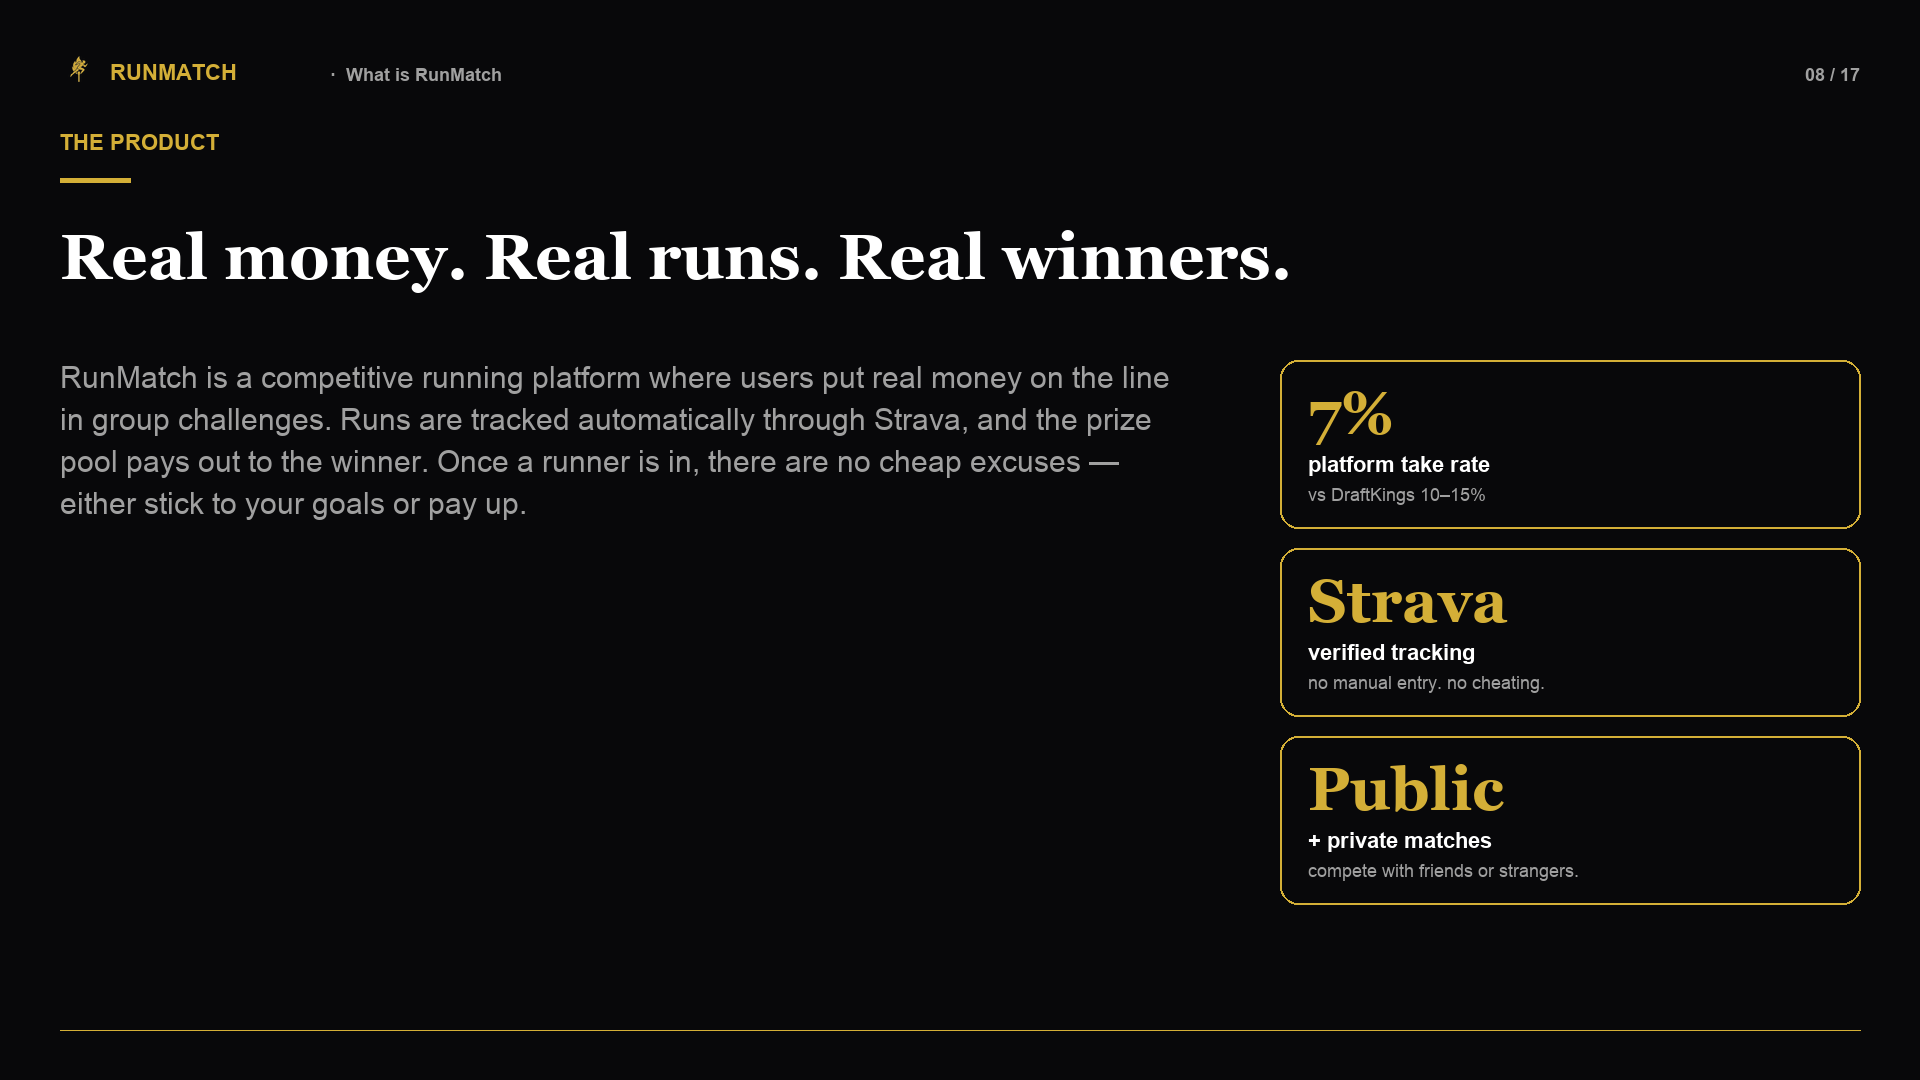 RUNMATCH
· What is RunMatch
08 / 17
THE PRODUCT
Real money. Real runs. Real winners.
RunMatch is a competitive running platform where users put real money on the line
in group challenges. Runs are tracked automatically through Strava, and the prize
pool pays out to the winner. Once a runner is in, there are no cheap excuses —
either stick to your goals or pay up.
7%
platform take rate
vs DraftKings 10–15%
Strava
verified tracking
no manual entry. no cheating.
Public
+ private matches
compete with friends or strangers.